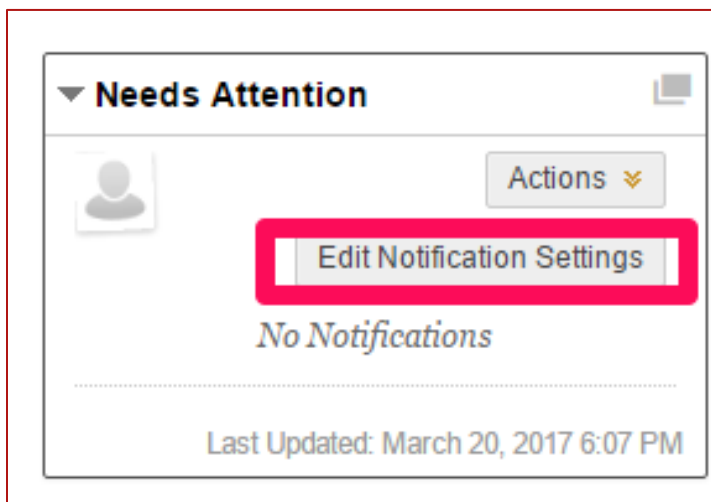 Needs Attention
Actions
Edit Notification Settings
No Notifications
Last Updated: March 20, 2017 6:07 PM